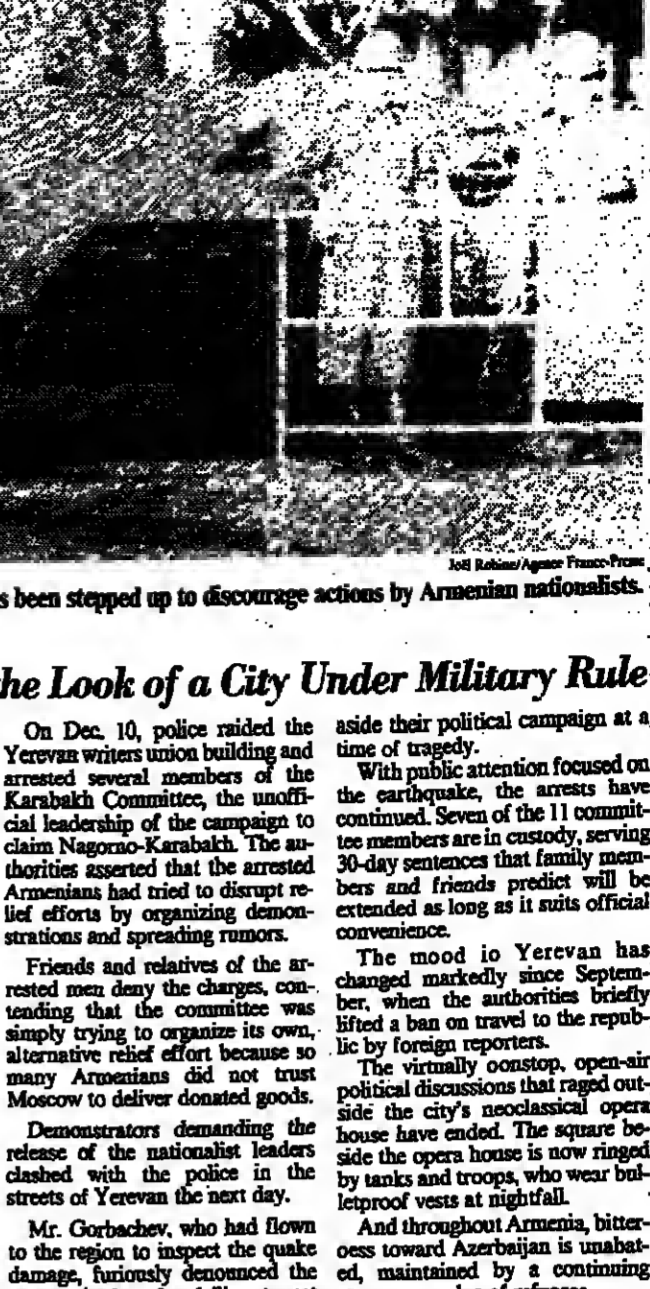 Joël Robine/Agence France-Presse
s been stepped up to discourage actions by Armenian nationalists.
he Look of a City Under Military Rule
On Dec. 10, police raided the
Yerevan writers union building and
arrested several members of the
Karabakh Committee, the unoffi-
cial leadership of the campaign to
claim Nagorno-Karabakh. The au-
thorities asserted that the arrested
Armenians had tried to disrupt re-
lief efforts by organizing demon-
strations and spreading rumors.
Friends and relatives of the ar-
rested men deny the charges, con-
tending that the committee was
simply trying to organize its own,
alternative relief effort because so
many Armenians did not trust
Moscow to deliver donated goods.
Demonstrators demanding the
release of the nationalist leaders
clashed with the police in the
streets of Yerevan the next day.
Mr. Gorbachev, who had flown
to the region to inspect the quake
damage, furiously denounced the
aside their political campaign at a
time of tragedy.
With public attention focused on
the earthquake, the arrests have
continued. Seven of the 11 commit-
tee members are in custody, serving
30-day sentences that family mem-
bers and friends predict will be
extended as long as it suits official
convenience.
The mood io Yerevan has
changed markedly since Septem-
ber, when the authorities briefly
lifted a ban on travel to the repub-
lic by foreign reporters.
The virtually oonstop, open-air
political discussions that raged out-
side the city's neoclassical opera
house have ended. The square be-
side the opera house is now ringed
by tanks and troops, who wear bul-
letproof vests at nightfall.
And throughout Armenia, bitter-
oess toward Azerbaijan is unabat-
ed, maintained by a continuing